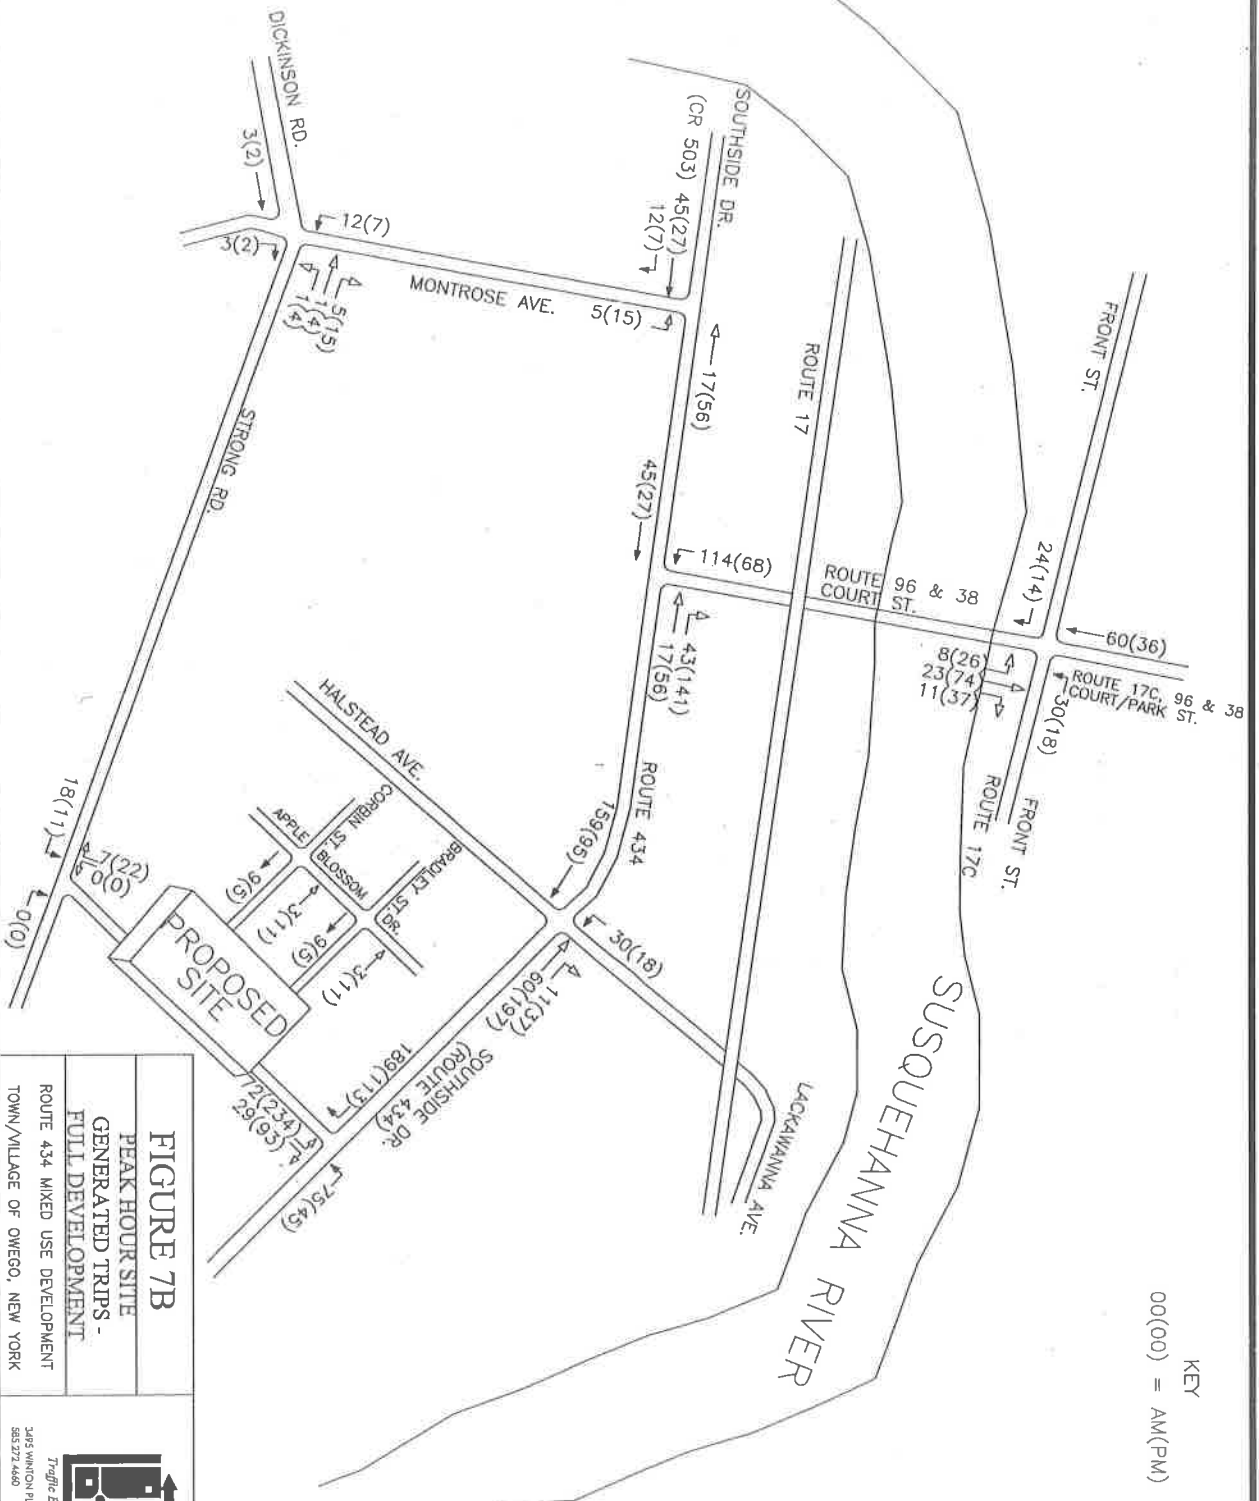 KEY
00(00) = AM(PM)
FRONT ST.
24(14)
60(36)
ROUTE 17C, 96 & 38
COURT/PARK ST.
30(18)
8(26)
23(74)
11(37)
FRONT ST.
ROUTE 17C
ROUTE 96 & 38
COURT ST.
SUSQUEHANNA RIVER
ROUTE 17
SOUTHSIDE DR.
(CR 503)
45(27)
12(7)
5(15)
17(56)
45(27)
114(68)
43(141)
17(56)
ROUTE 434
159(95)
30(18)
LACKAWANNA AVE.
11(37)
60(197)
SOUTHSIDE DR.
(ROUTE 434)
189(113)
72(234)
29(93)
75(45)
DICKINSON RD.
3(2)
3(2)
12(7)
MONTROSE AVE.
5(15)
1(4)
1(4)
STRONG RD.
HALSTEAD AVE.
CORBIN ST.
BRADLEY ST.
APPLE BLOSSOM DR.
9(5)
3(11)
9(5)
3(11)
18(11)
7(22)
0(0)
0(0)
PROPOSED
SITE
FIGURE 7B
PEAK HOUR SITE
GENERATED TRIPS -
FULL DEVELOPMENT
ROUTE 434 MIXED USE DEVELOPMENT
TOWN/VILLAGE OF OWEGO, NEW YORK
Traffic
3495 WINTON
585.272.4660